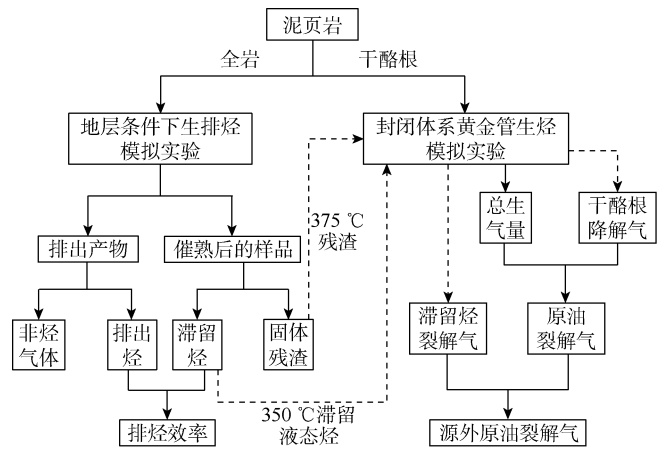 泥页岩
全岩
干酪根
地层条件下生排烃
模拟实验
封闭体系黄金管生烃
模拟实验
375 ℃
残渣
总生
气量
干酪根
降解气
排出产物
催熟后的样品
非烃
气体
排出
烃
滞留
烃
固体
残渣
滞留烃
裂解气
原油
裂解气
350 ℃滞留
液态烃
排烃效率
源外原油裂解气